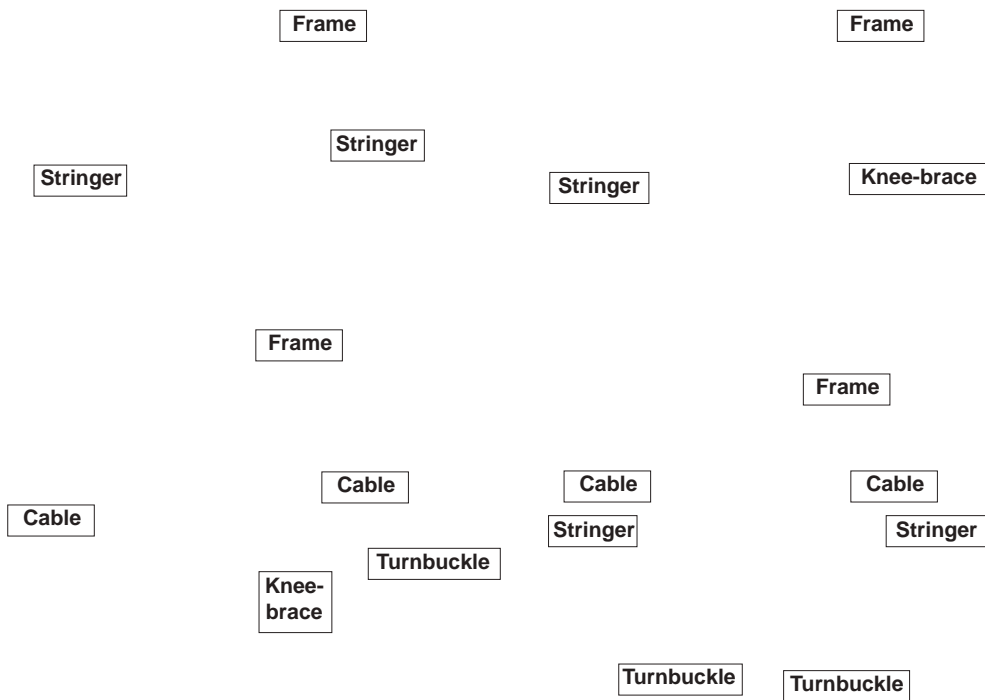 Frame
Frame
Stringer
Stringer
Stringer
Knee-brace
Frame
Frame
Cable
Cable
Cable
Cable
Stringer
Stringer
Turnbuckle
Knee-
brace
Turnbuckle
Turnbuckle